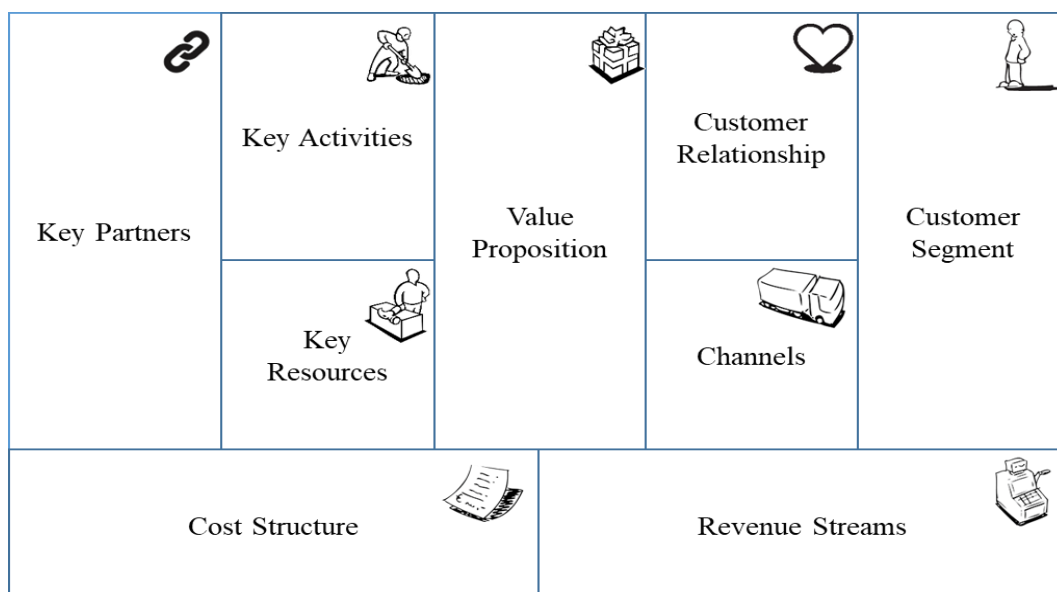 Key Partners
Key Activities
Key
Resources
Value
Proposition
Customer
Relationship
Channels
Customer
Segment
Cost Structure
Revenue Streams